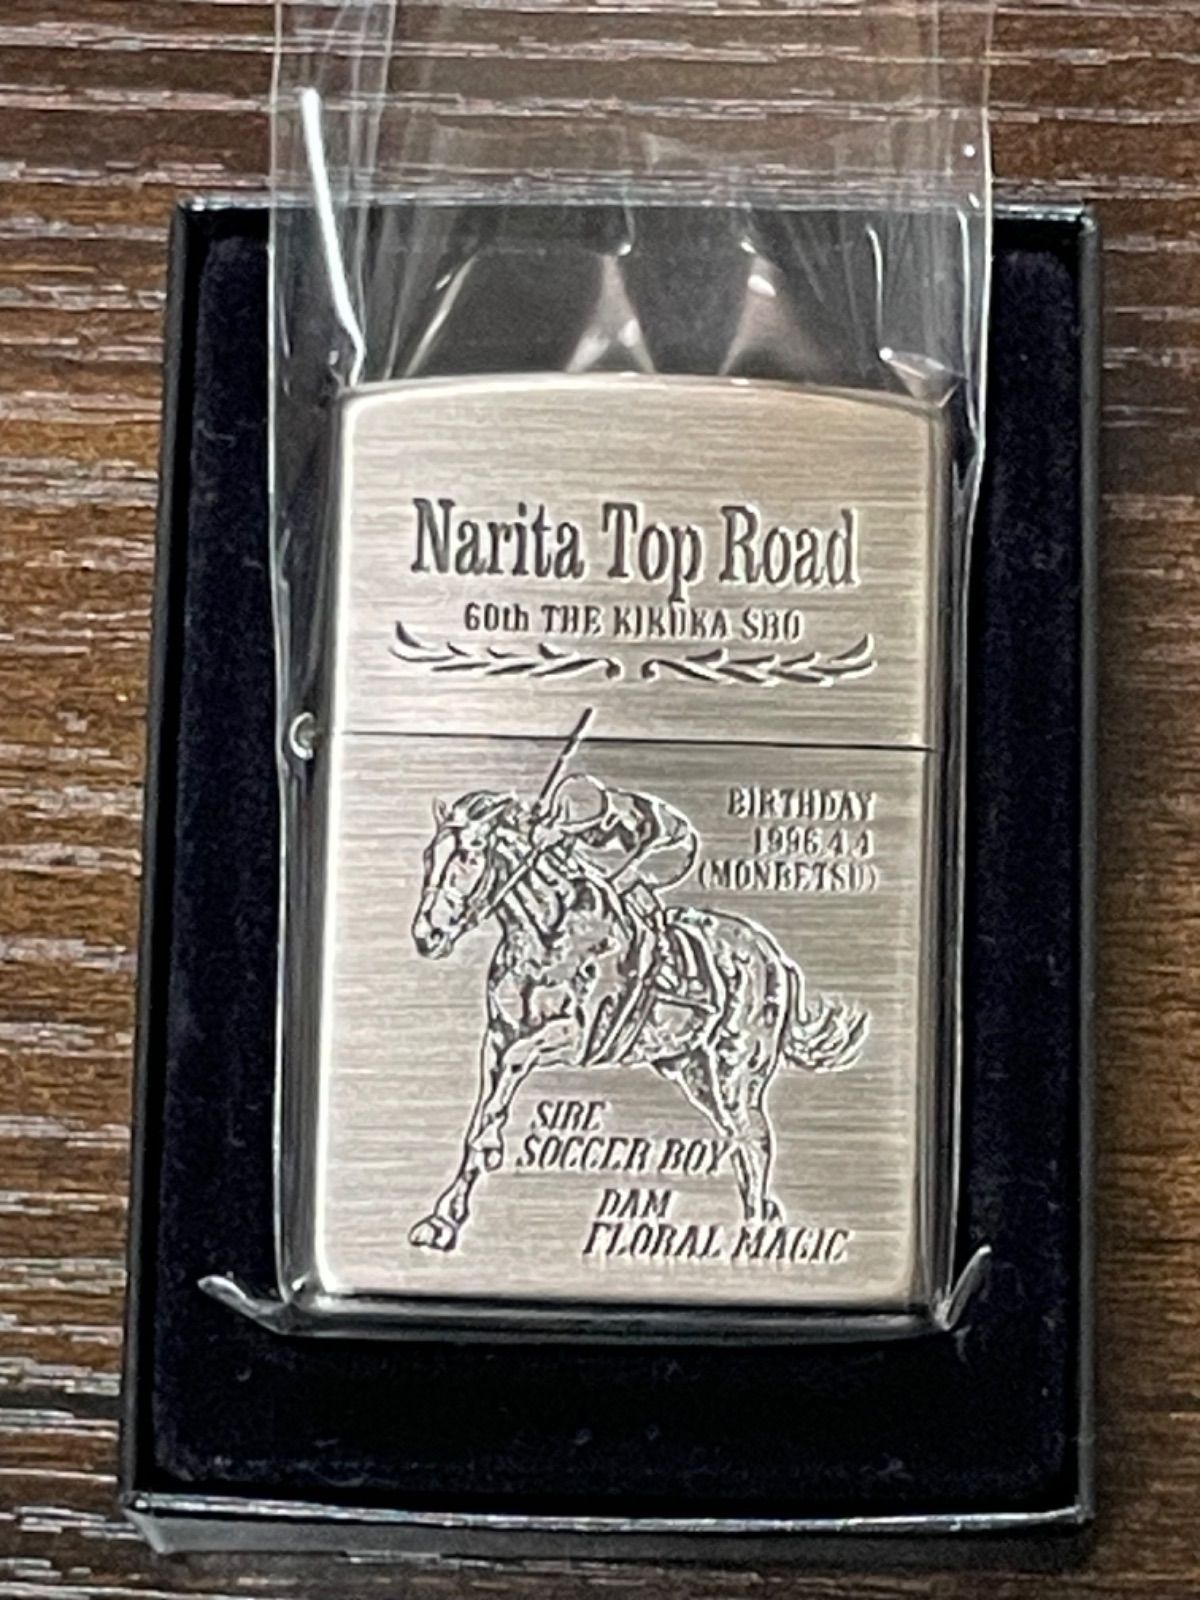 Narita Top Road
60th THE KIKUKA SHO
BIRTHDAY
1996.4.4
(MONBETSU)
SIRE
SOCCER BOY
DAM
FLORAL MAGIC